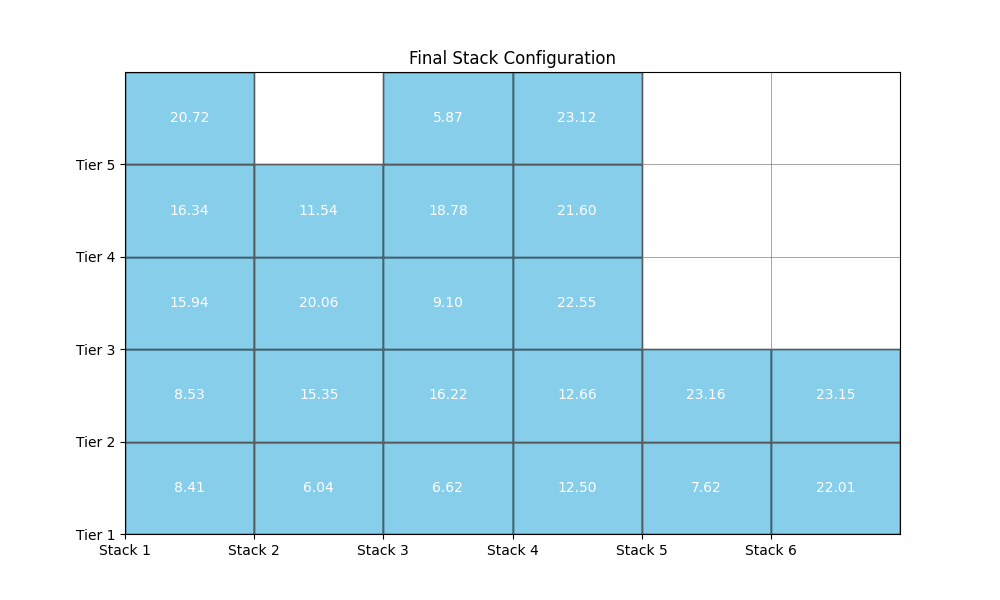 Final Stack Configuration
20.72 5.87 23.12
Tier 5
16.34 11.54 18.78 21.60
Tier 4
15.94 20.06 9.10 22.55
Tier 3
8.53 15.35 16.22 12.66 23.16 23.15
Tier 2
8.41 6.04 6.62 12.50 7.62 22.01
Tier 1
Stack 1 Stack 2 Stack 3 Stack 4 Stack 5 Stack 6